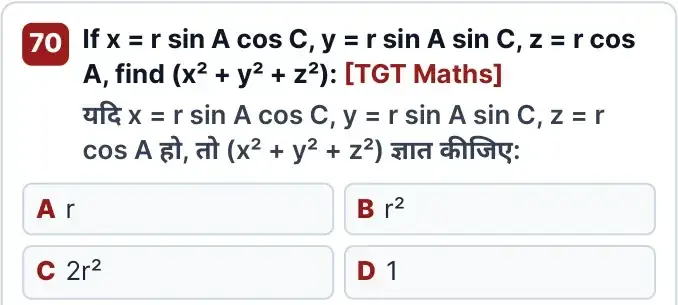 70 If x = r sin A cos C, y = r sin A sin C, z = r cos
A, find (x² + y² + z²): [TGT Maths]
यदि x = r sin A cos C, y = r sin A sin C, z = r
cos A हो, तो (x² + y² + z²) ज्ञात कीजिए:
A r
B r²
C 2r²
D 1